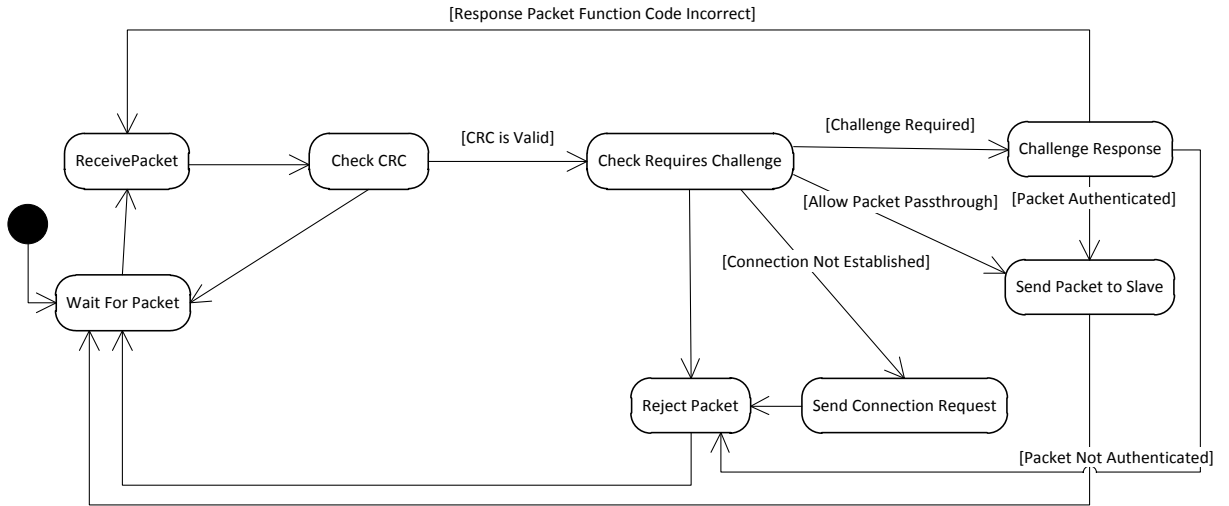 [Response Packet Function Code Incorrect]
ReceivePacket
Check CRC
[CRC is Valid]
Check Requires Challenge
[Challenge Required]
Challenge Response
[Allow Packet Passthrough]
[Packet Authenticated]
[Connection Not Established]
Wait For Packet
Send Packet to Slave
Reject Packet
Send Connection Request
[Packet Not Authenticated]